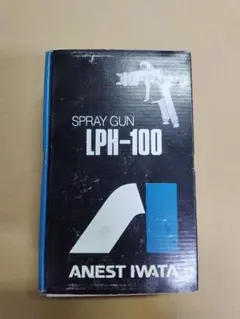 SPRAY GUN
LPH-100
ANEST IWATA